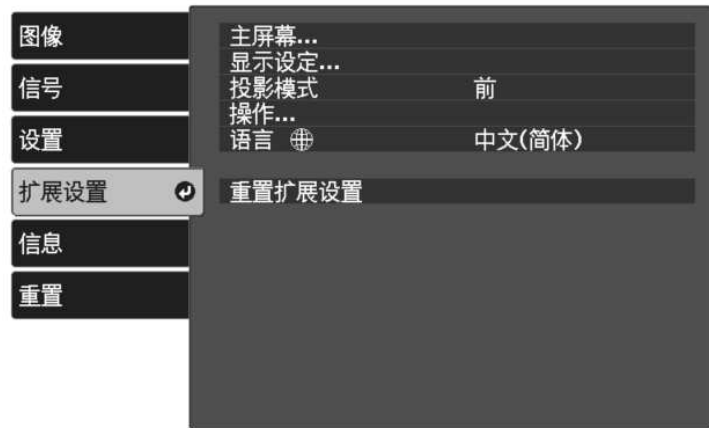 图像
信号
设置
扩展设置
信息
重置
主屏幕...
显示设定...
投影模式 前
操作...
语言 中文(简体)
重置扩展设置